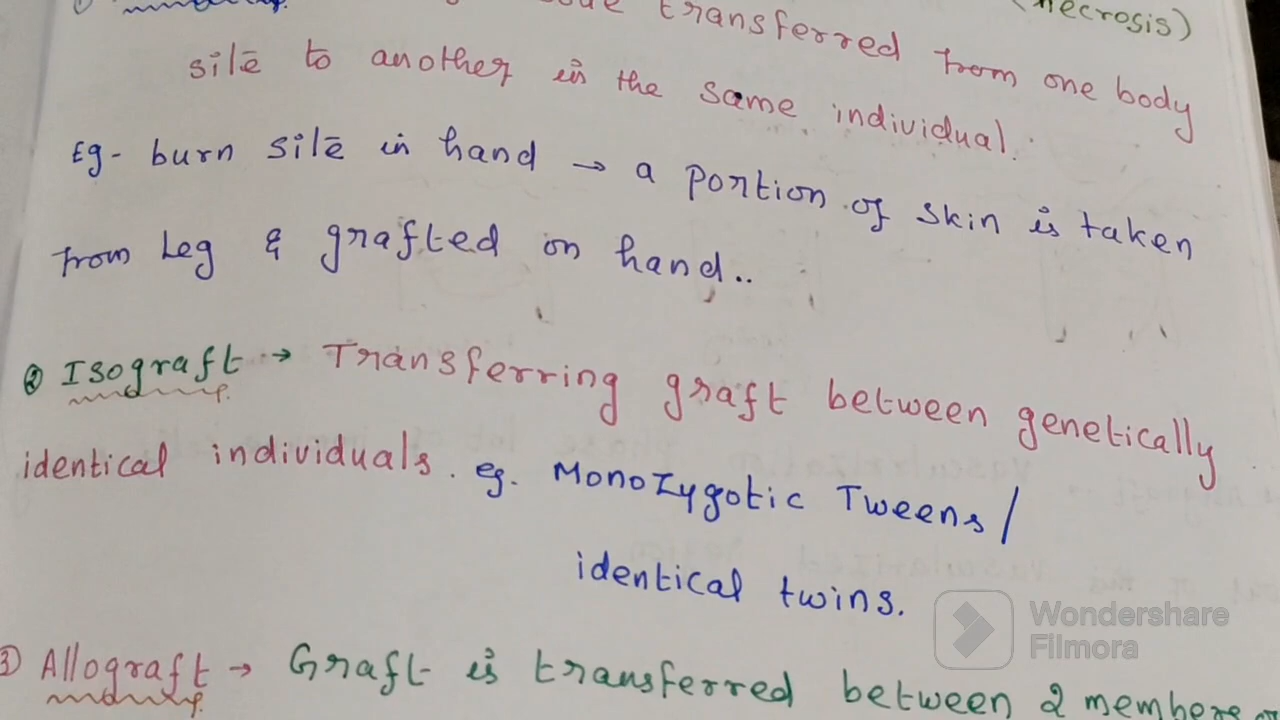 transferred (necrosis)
from one body
site to another in the same individual.
Eg- burn site in hand → a portion of skin is taken
from Leg & grafted on hand..
② Isograft → Transferring graft between genetically
identical individuals. eg. Monozygotic Tweens/
identical twins.
③ Allograft → Graft is transferred between 2 members
Wondershare
Filmora